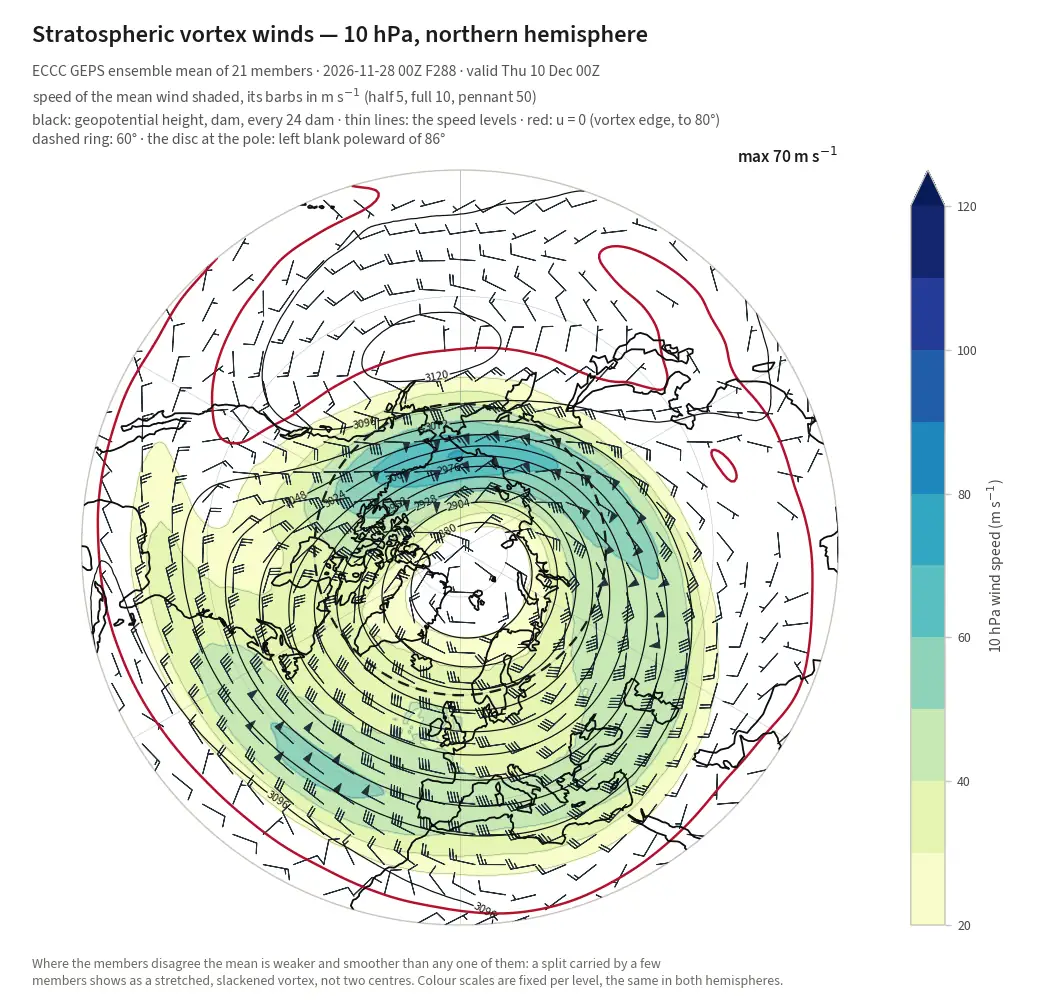 Stratospheric vortex winds — 10 hPa, northern hemisphere
ECCC GEPS ensemble mean of 21 members · 2026-11-28 00Z F288 · valid Thu 10 Dec 00Z
speed of the mean wind shaded, its barbs in m s⁻¹ (half 5, full 10, pennant 50)
black: geopotential height, dam, every 24 dam · thin lines: the speed levels · red: u = 0 (vortex edge, to 80°)
dashed ring: 60° · the disc at the pole: left blank poleward of 86°
max 70 m s⁻¹
120
100
80
60
40
20
10 hPa wind speed (m s⁻¹)
3120
3096
2976
2928
2904
3024
3096
3096
Where the members disagree the mean is weaker and smoother than any one of them: a split carried by a few
members shows as a stretched, slackened vortex, not two centres. Colour scales are fixed per level, the same in both hemispheres.